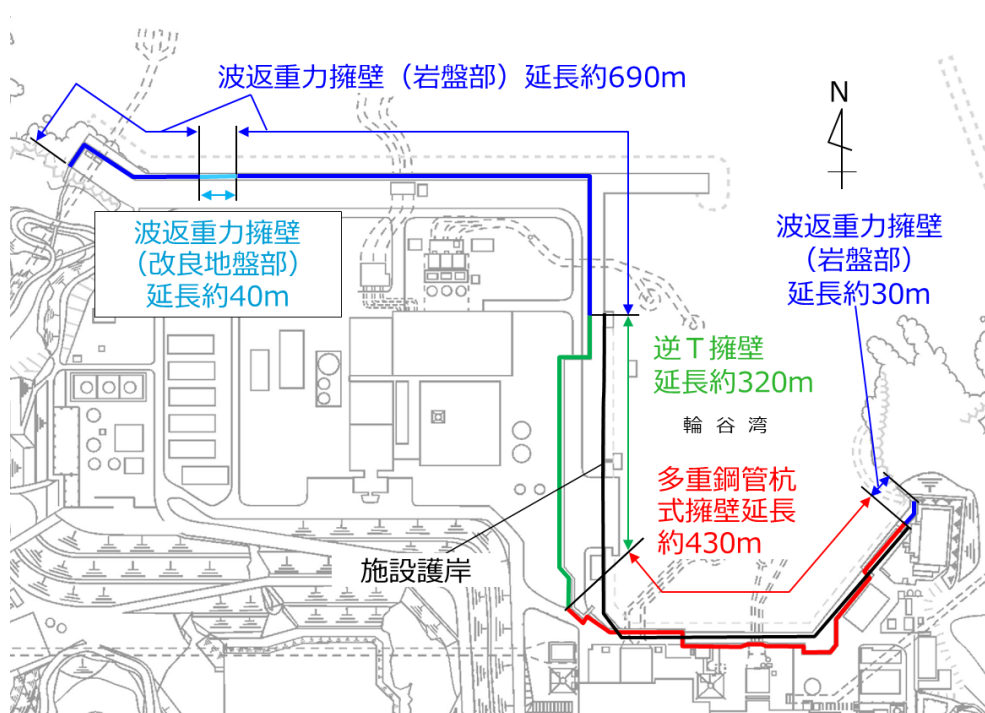 波返重力擁壁（岩盤部）延長約690m
N
波返重力擁壁
（改良地盤部）
延長約40m
波返重力擁壁
（岩盤部）
延長約30m
逆Ｔ擁壁
延長約320m
輪 谷 湾
多重鋼管杭
式擁壁延長
約430m
施設護岸